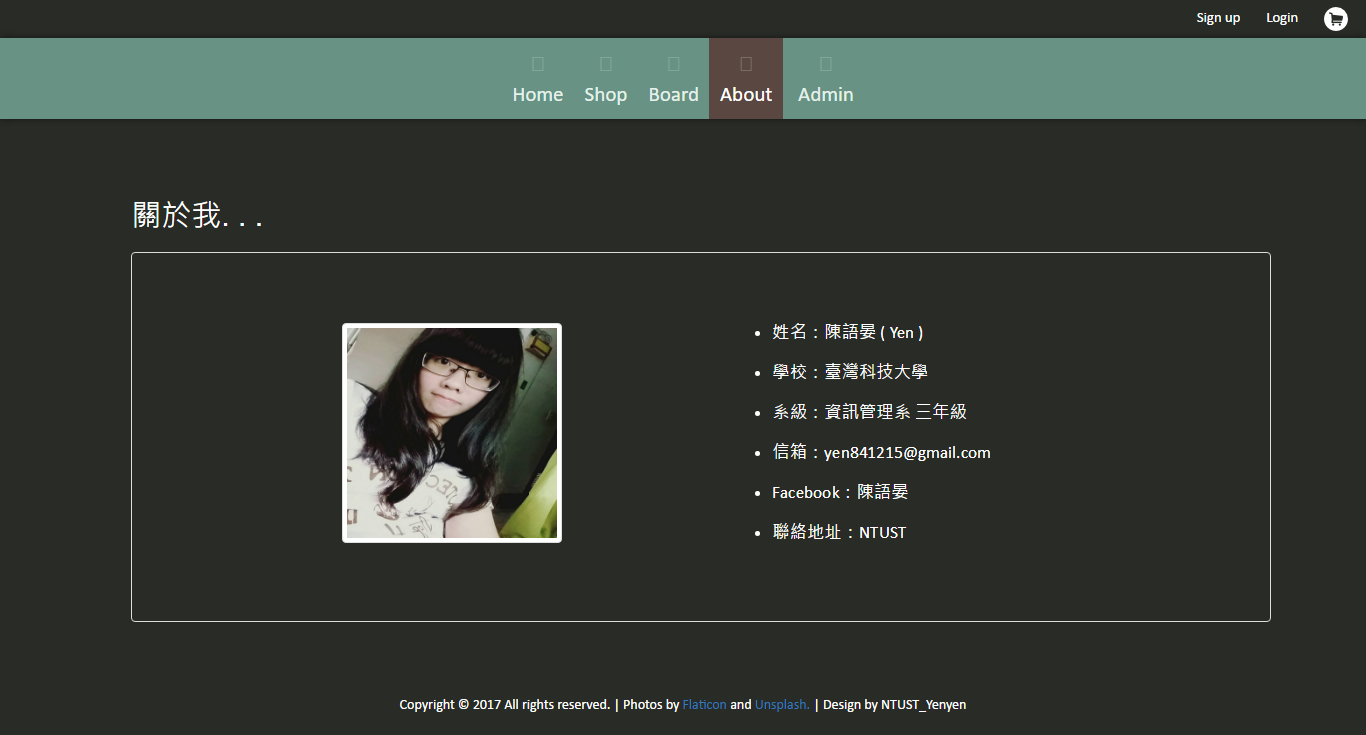 Sign up Login
Home Shop Board About Admin
關於我. . .
姓名：陳語晏 ( Yen )
學校：臺灣科技大學
系級：資訊管理系 三年級
信箱：yen841215@gmail.com
Facebook：陳語晏
聯絡地址：NTUST
Copyright © 2017 All rights reserved. | Photos by Flaticon and Unsplash. | Design by NTUST_Yenyen